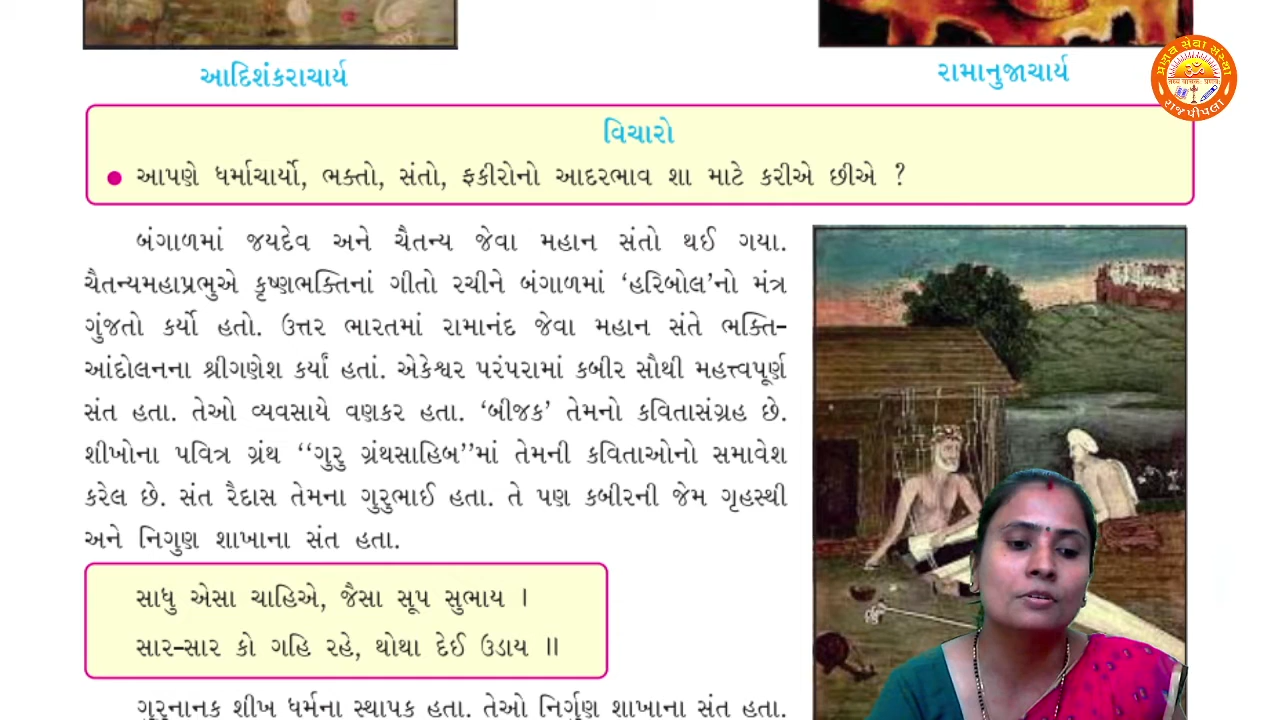 આદિશંકરાચાર્ય
રામાનુજાચાર્ય
પ્રણવ સેવા સંસ્થા
રાજપીપલા
વિચારો
● આપણે ધર્માચાર્યો, ભક્તો, સંતો, ફકીરોનો આદરભાવ શા માટે કરીએ છીએ ?
બંગાળમાં જયદેવ અને ચૈતન્ય જેવા મહાન સંતો થઈ ગયા.
ચૈતન્યમહાપ્રભુએ કૃષ્ણભક્તિનાં ગીતો રચીને બંગાળમાં ‘હરિબોલ’નો મંત્ર
ગુંજતો કર્યો હતો. ઉત્તર ભારતમાં રામાનંદ જેવા મહાન સંતે ભક્તિ-
આંદોલનના શ્રીગણેશ કર્યાં હતાં. એકેશ્વર પરંપરામાં કબીર સૌથી મહત્ત્વપૂર્ણ
સંત હતા. તેઓ વ્યવસાયે વણકર હતા. ‘બીજક’ તેમનો કવિતાસંગ્રહ છે.
શીખોના પવિત્ર ગ્રંથ ‘‘ગુરુ ગ્રંથસાહિબ’’માં તેમની કવિતાઓનો સમાવેશ
કરેલ છે. સંત રૈદાસ તેમના ગુરુભાઈ હતા. તે પણ કબીરની જેમ ગૃહસ્થી
અને નિગુણ શાખાના સંત હતા.
સાધુ એસા ચાહિએ, જૈસા સૂપ સુભાય ।
સાર-સાર કો ગહિ રહે, થોથા દેઈ ઉડાય ॥
ગુરુનાનક શીખ ધર્મના સ્થાપક હતા. તેઓ નિર્ગુણ શાખાના સંત હતા.